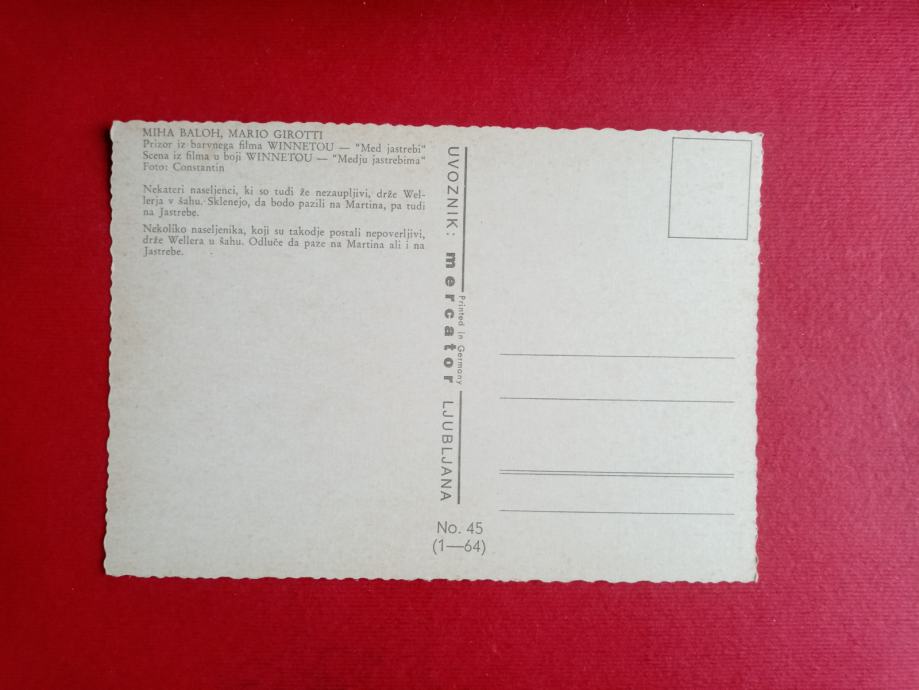 MIHA BALOH, MARIO GIROTTI
Prizor iz barvnega filma WINNETOU — "Med jastrebi"
Scena iz filma u boji WINNETOU — "Medju jastrebima"
Foto: Constantin
Nekateri naseljenci, ki so tudi že nezaupljivi, drže Wel-
lerja v šahu. Sklenejo, da bodo pazili na Martina, pa tudi
na Jastrebe.
Nekoliko naseljenika, koji su takodje postali nepoverljivi,
drže Wellera u šahu. Odluče da paze na Martina ali i na
Jastrebe.
UVOZNIK: mercator LJUBLJANA
Printed in Germany
No. 45
(1—64)